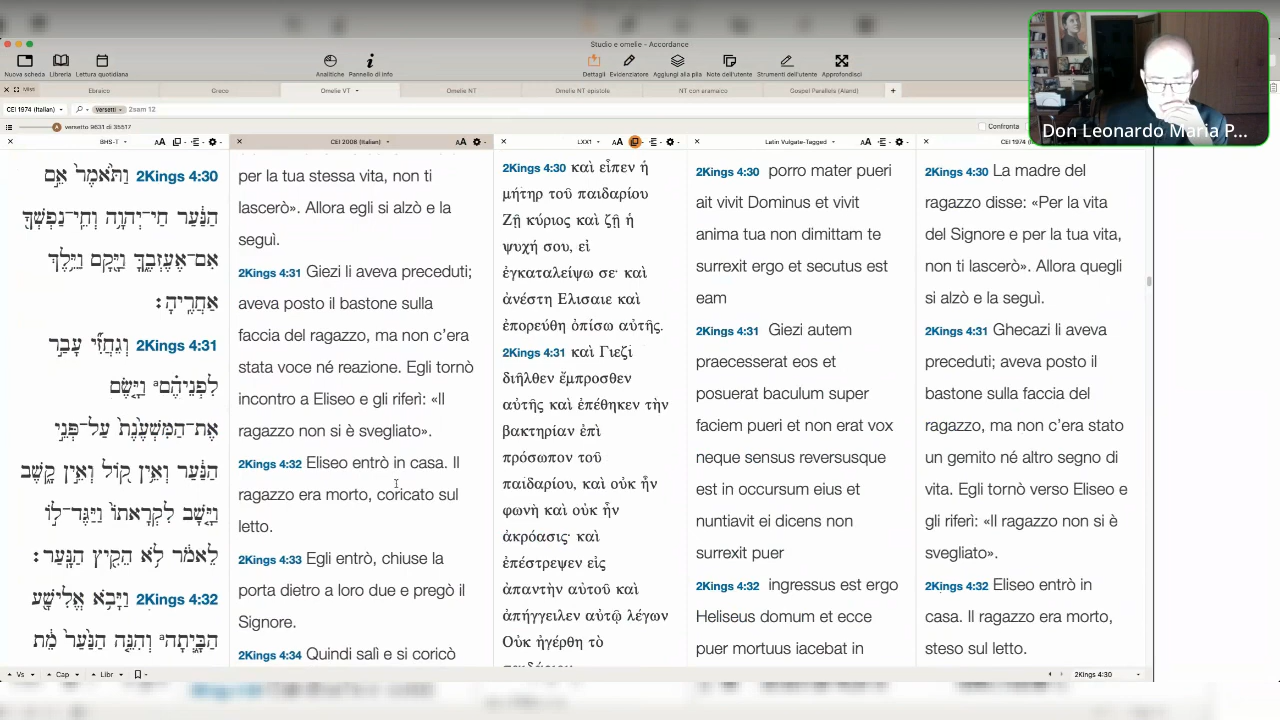 Studio e omelie - Accordance
Nuova scheda
Libreria
Lettura quotidiana
Analitiche
Pannello di info
Dettagli
Evidenziatore
Aggiungi alla pila
Note dell'utente
Strumenti dell'utente
Approfondisci
Ebraico
Greco
Omelie VT
Omelie NT
Omelie NT epistole
NT con aramaico
Gospel Parallels (Aland)
CEI 1974 (Italian)
versetti
2sam 12
versetto 9631 di 35517
Confronta
BHS-T
2Kings 4:30 וַתֹּ֙אמֶר֙ אֵ֣ם
הַנַּ֔עַר חַי־יְהוָ֥ה וְחֵֽי־נַפְשְׁךָ֖
אִם־אֶעֶזְבֶ֑ךָּ וַיָּ֖קָם וַיֵּ֥לֶךְ
אַחֲרֶֽיהָ׃
2Kings 4:31 וְגֵחֲזִ֞י עָבַ֣ר
לִפְנֵיהֶ֗ם a וַיָּ֤שֶׂם
אֶת־הַמִּשְׁעֶ֙נֶת֙ עַל־פְּנֵ֣י
הַנַּ֔עַר וְאֵ֥ין ק֖וֹל וְאֵ֣ין קָ֑שֶׁב
וַיָּ֤שָׁב לִקְרָאתוֹ֙ וַיַּגֶּד־ל֣וֹ
לֵאמֹ֔ר לֹ֥א הֵקִ֖יץ הַנָּֽעַר׃
2Kings 4:32 וַיָּבֹ֥א אֱלִישָׁ֖ע
הַבָּ֑יְתָה a וְהִנֵּ֤ה הַנַּ֙עַר֙ מֵ֔ת
CEI 2008 (Italian)
per la tua stessa vita, non ti
lascerò». Allora egli si alzò e la
seguì.
2Kings 4:31 Giezi li aveva preceduti;
aveva posto il bastone sulla
faccia del ragazzo, ma non c'era
stata voce né reazione. Egli tornò
incontro a Eliseo e gli riferì: «Il
ragazzo non si è svegliato».
2Kings 4:32 Eliseo entrò in casa. Il
ragazzo era morto, coricato sul
letto.
2Kings 4:33 Egli entrò, chiuse la
porta dietro a loro due e pregò il
Signore.
2Kings 4:34 Quindi salì e si coricò
LXX1
2Kings 4:30 καὶ εἶπεν ἡ
μήτηρ τοῦ παιδαρίου
Ζῇ κύριος καὶ ζῇ ἡ
ψυχή σου, εἰ
ἐγκαταλείψω σε· καὶ
ἀνέστη Ελισαιε καὶ
ἐπορεύθη ὀπίσω αὐτῆς.
2Kings 4:31 καὶ Γιεζὶ
διῆλθεν ἔμπροσθεν
αὐτῆς καὶ ἐπέθηκεν τὴν
βακτηρίαν ἐπὶ
πρόσωπον τοῦ
παιδαρίου, καὶ οὐκ ἦν
φωνὴ καὶ οὐκ ἦν
ἀκρόασις· καὶ
ἐπέστρεψεν εἰς
ἀπαντὴν αὐτοῦ καὶ
ἀπήγγειλεν αὐτῷ λέγων
Οὐκ ἠγέρθη τὸ
Latin Vulgate-Tagged
2Kings 4:30 porro mater pueri
ait vivit Dominus et vivit
anima tua non dimittam te
surrexit ergo et secutus est
eam
2Kings 4:31 Giezi autem
praecesserat eos et
posuerat baculum super
faciem pueri et non erat vox
neque sensus reversusque
est in occursum eius et
nuntiavit ei dicens non
surrexit puer
2Kings 4:32 ingressus est ergo
Heliseus domum et ecce
puer mortuus iacebat in
CEI 1974 (It
2Kings 4:30 La madre del
ragazzo disse: «Per la vita
del Signore e per la tua vita,
non ti lascerò». Allora quegli
si alzò e la seguì.
2Kings 4:31 Ghecazi li aveva
preceduti; aveva posto il
bastone sulla faccia del
ragazzo, ma non c'era stato
un gemito né altro segno di
vita. Egli tornò verso Eliseo e
gli riferì: «Il ragazzo non si è
svegliato».
2Kings 4:32 Eliseo entrò in
casa. Il ragazzo era morto,
steso sul letto.
Vs
Cap
Libr
2Kings 4:30
Don Leonardo Maria P...